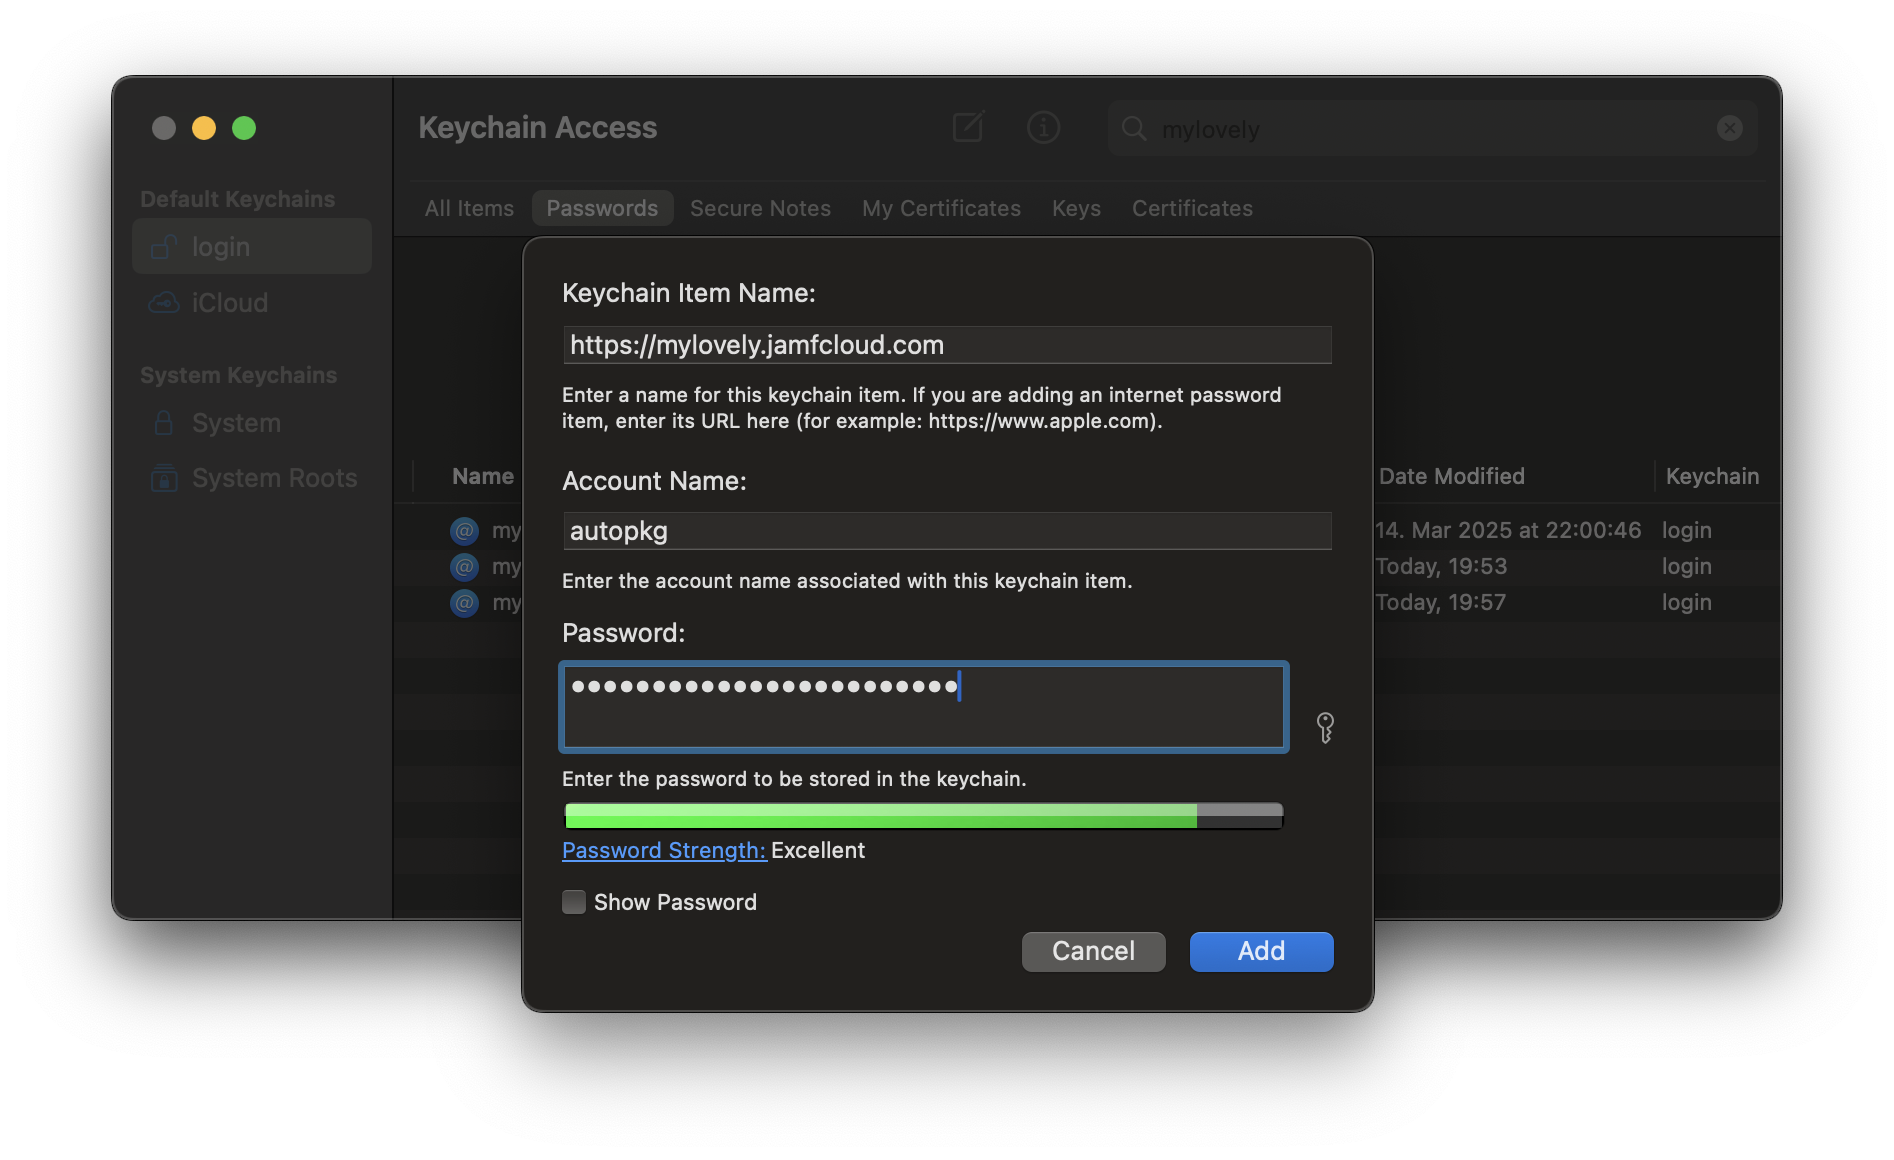 Keychain Access
mylovely
Default Keychains
login
iCloud
System Keychains
System
System Roots
All Items Passwords Secure Notes My Certificates Keys Certificates
Name Date Modified Keychain
my 14. Mar 2025 at 22:00:46 login
my Today, 19:53 login
my Today, 19:57 login
Keychain Item Name:
https://mylovely.jamfcloud.com
Enter a name for this keychain item. If you are adding an internet password
item, enter its URL here (for example: https://www.apple.com).
Account Name:
autopkg
Enter the account name associated with this keychain item.
Password:
••••••••••••••••••••••••
Enter the password to be stored in the keychain.
Password Strength: Excellent
Show Password
Cancel Add